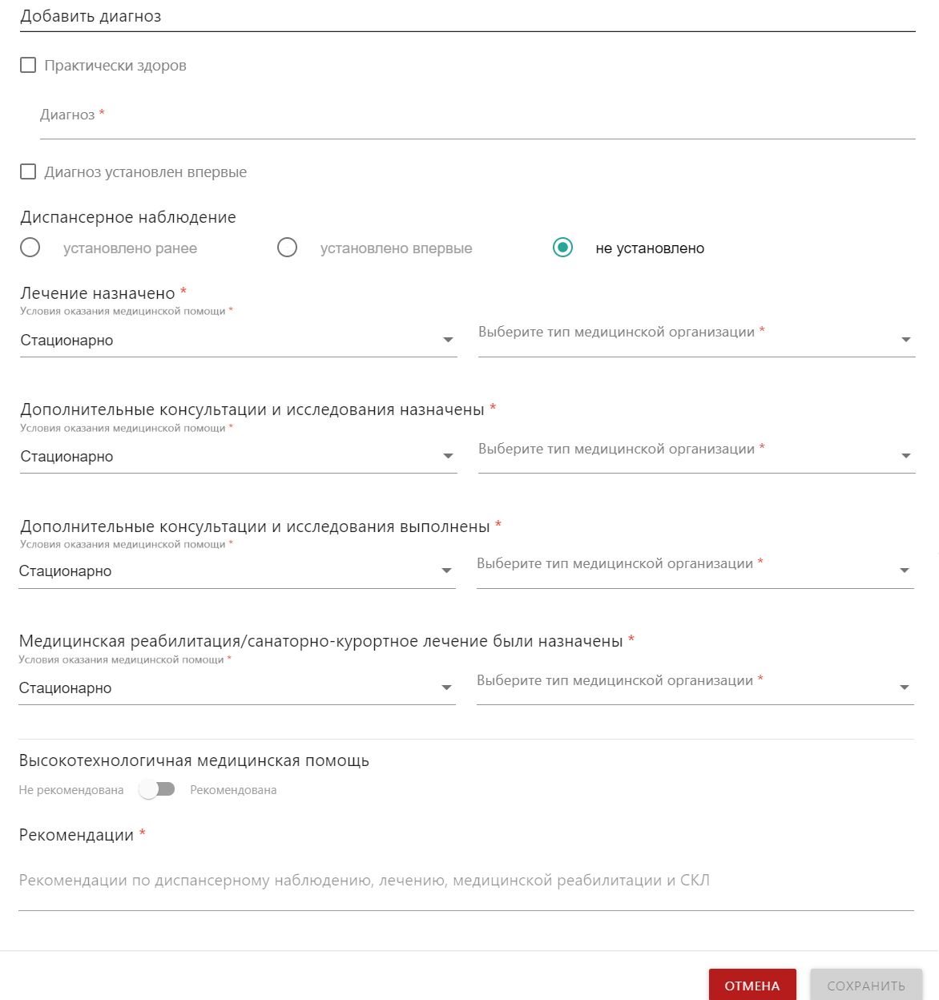 Добавить диагноз
Практически здоров
Диагноз *
Диагноз установлен впервые
Диспансерное наблюдение
установлено ранее установлено впервые не установлено
Лечение назначено *
Условия оказания медицинской помощи *
Стационарно Выберите тип медицинской организации *
Дополнительные консультации и исследования назначены *
Условия оказания медицинской помощи *
Стационарно Выберите тип медицинской организации *
Дополнительные консультации и исследования выполнены *
Условия оказания медицинской помощи *
Стационарно Выберите тип медицинской организации *
Медицинская реабилитация/санаторно-курортное лечение были назначены *
Условия оказания медицинской помощи *
Стационарно Выберите тип медицинской организации *
Высокотехнологичная медицинская помощь
Не рекомендована Рекомендована
Рекомендации *
Рекомендации по диспансерному наблюдению, лечению, медицинской реабилитации и СКЛ
ОТМЕНА СОХРАНИТЬ